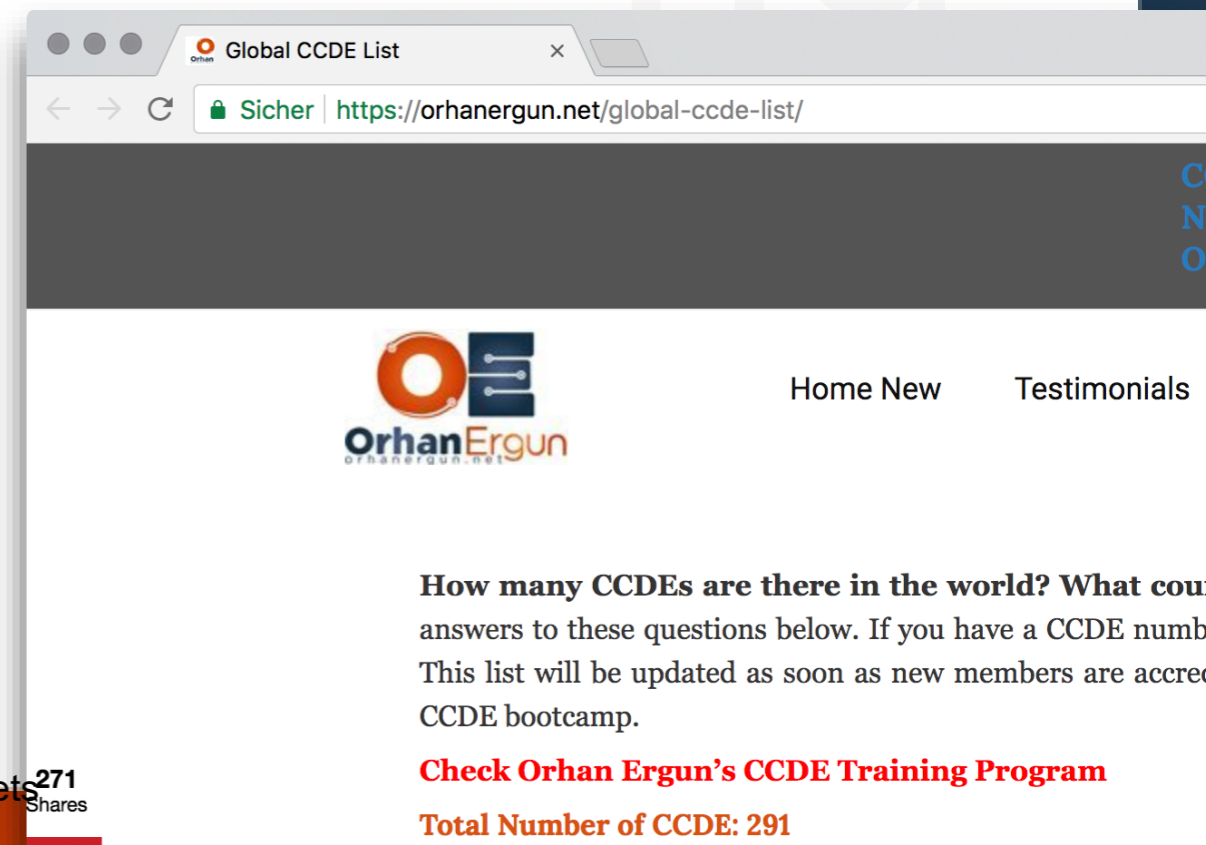 Orhan
Global CCDE List
Sicher
https://orhanergun.net/global-ccde-list/
OE
OrhanErgun
orhanergun.net
Home New
Testimonials
How many CCDEs are there in the world? What
answers to these questions below. If you have a CCDE
This list will be updated as soon as new members are
CCDE bootcamp.
Check Orhan Ergun’s CCDE Training Program
271
Shares
Total Number of CCDE: 291